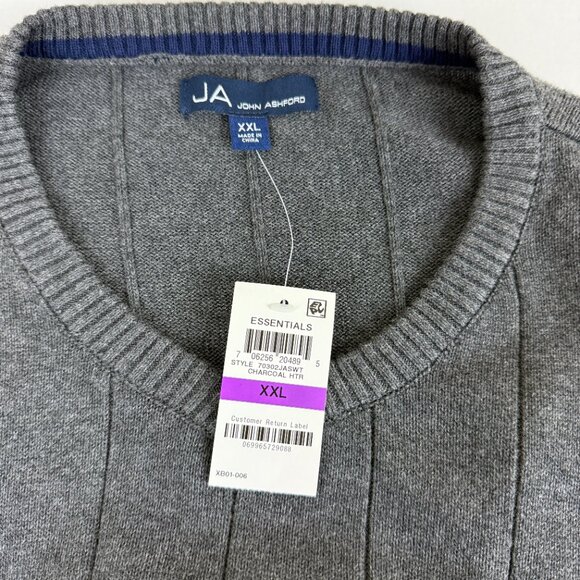 JA JOHN ASHFORD
XXL
MADE IN
CHINA
ESSENTIALS
7 06256 20489 5
STYLE 70302JASWT
CHARCOAL HTR
XXL
Customer Return Label
069965729088
XB01-006